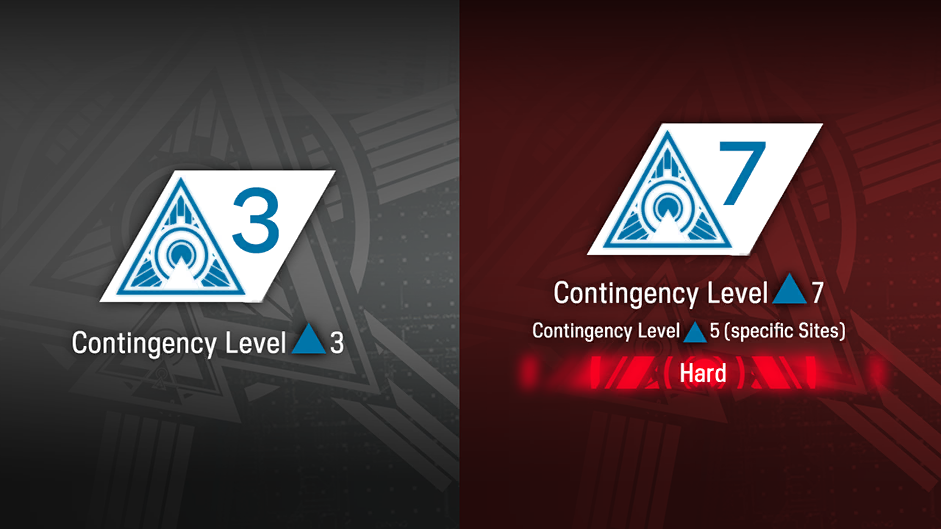 3
Contingency Level 3
7
Contingency Level 7
Contingency Level 5 (specific Sites)
Hard